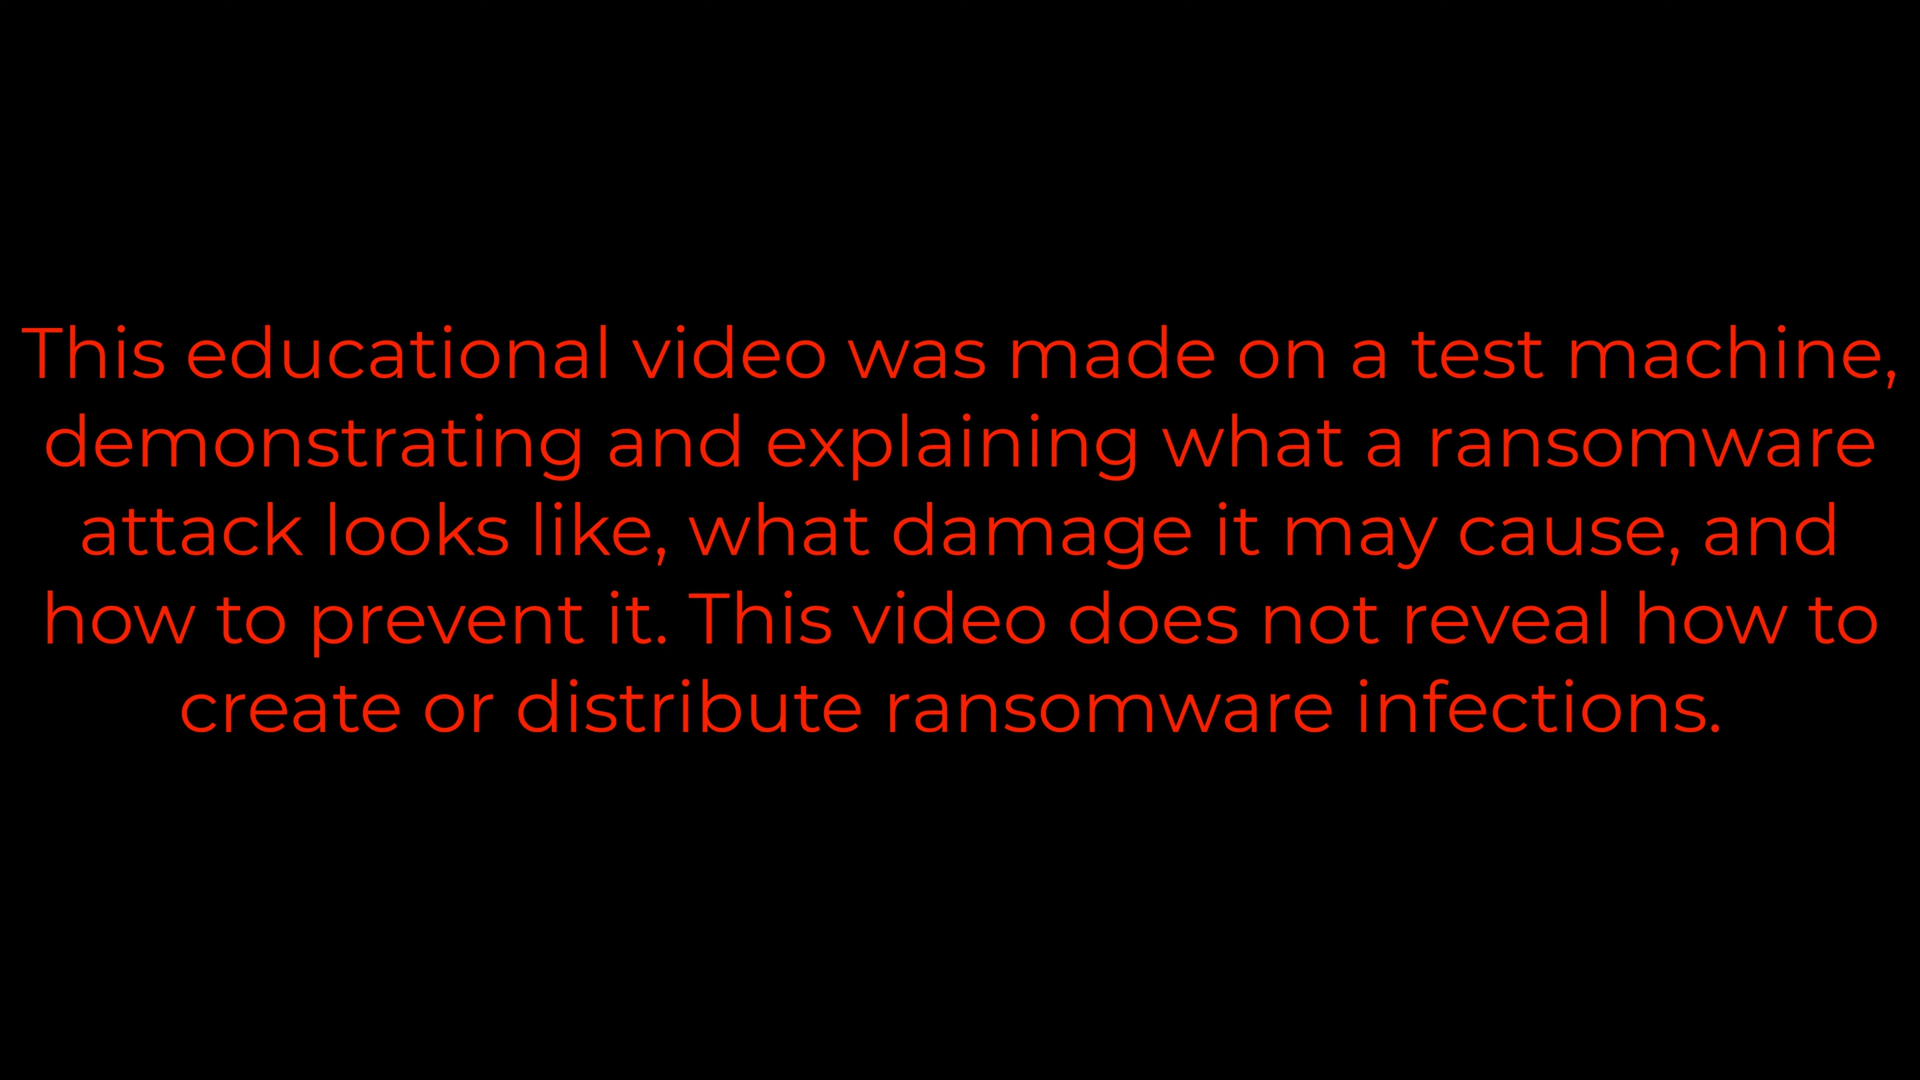 This educational video was made on a test machine,
demonstrating and explaining what a ransomware
attack looks like, what damage it may cause, and
how to prevent it. This video does not reveal how to
create or distribute ransomware infections.